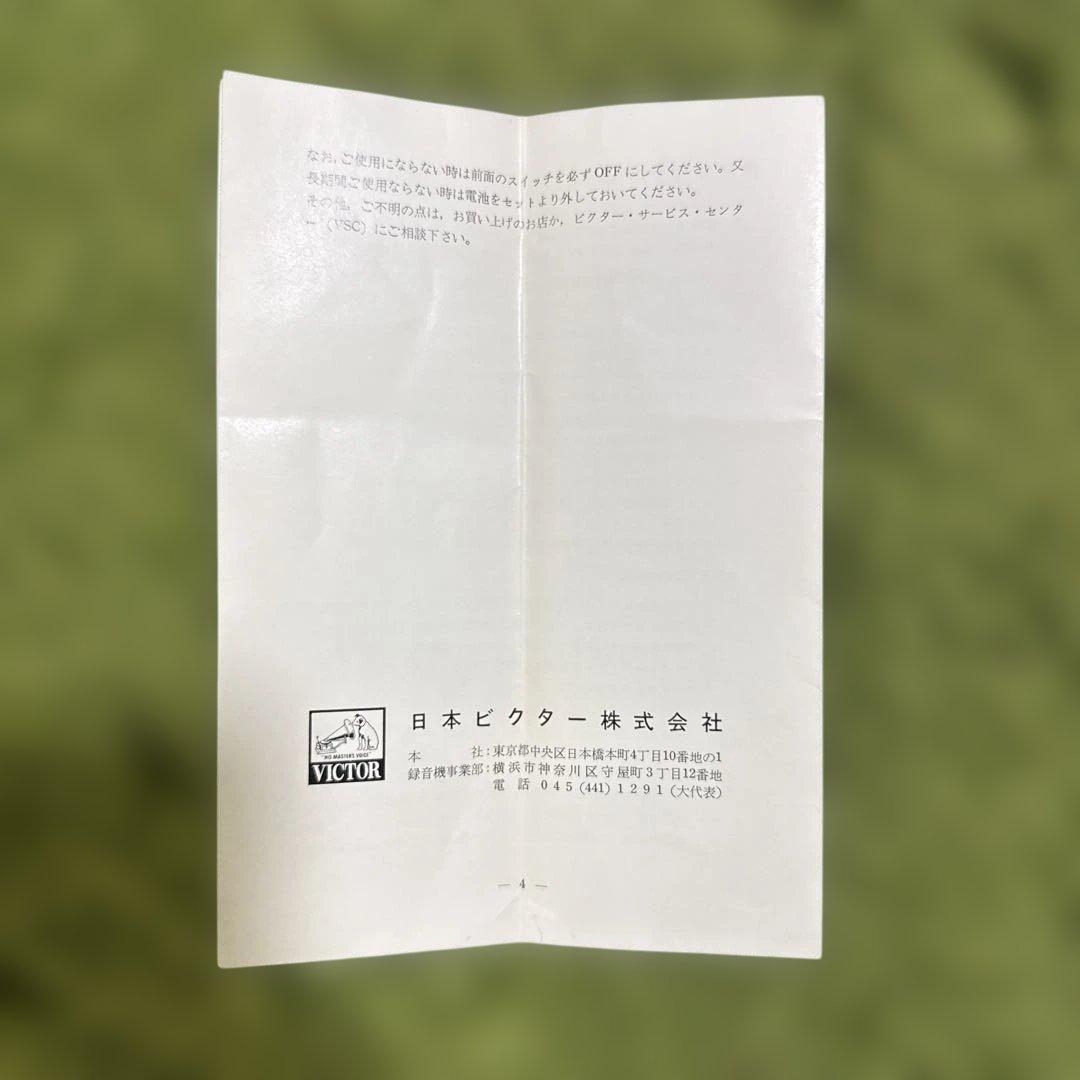 なお，ご使用にならない時は前面のスイッチを必ずOFFにしてください。又
長期間ご使用ならない時は電池をセットより外しておいてください。
その他，ご不明の点は，お買い上げのお店か，ビクター・サービス・センタ
ー（VSC）にご相談下さい。
日本ビクター株式会社
本　　　社：東京都中央区日本橋本町4丁目10番地の1
録音機事業部：横浜市神奈川区守屋町3丁目12番地
電話 045(441)1291(大代表)
"HIS MASTER'S VOICE"
VICTOR
— 4 —